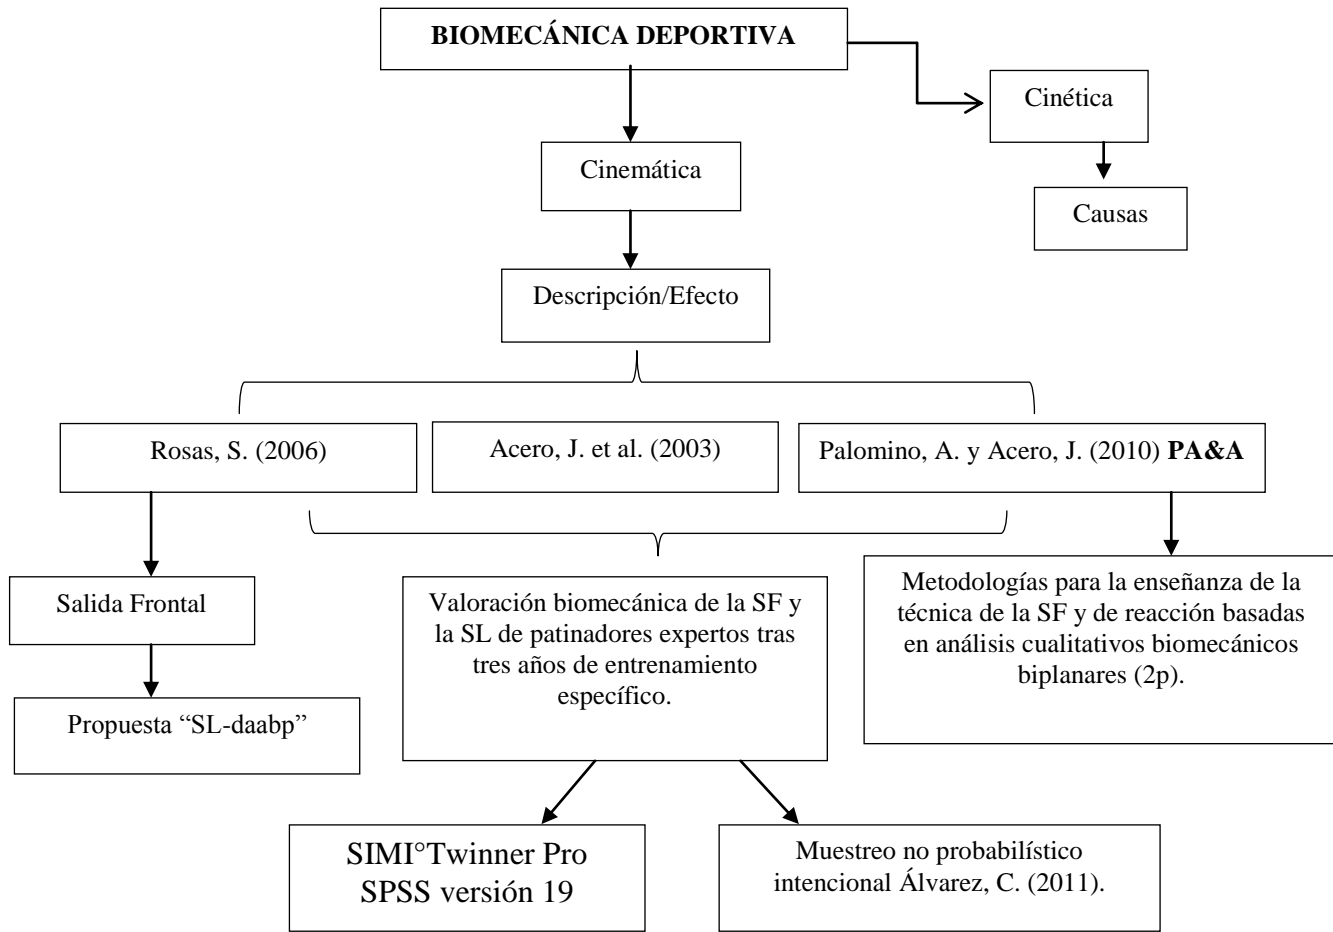 BIOMECÁNICA DEPORTIVA
Cinética
Cinemática
Causas
Descripción/Efecto
Rosas, S. (2006)
Acero, J. et al. (2003)
Palomino, A. y Acero, J. (2010) PA&A
Salida Frontal
Valoración biomecánica de la SF y
la SL de patinadores expertos tras
tres años de entrenamiento
específico.
Metodologías para la enseñanza de la
técnica de la SF y de reacción basadas
en análisis cualitativos biomecánicos
biplanares (2p).
Propuesta “SL-daabp”
SIMI°Twinner Pro
SPSS versión 19
Muestreo no probabilístico
intencional Álvarez, C. (2011).